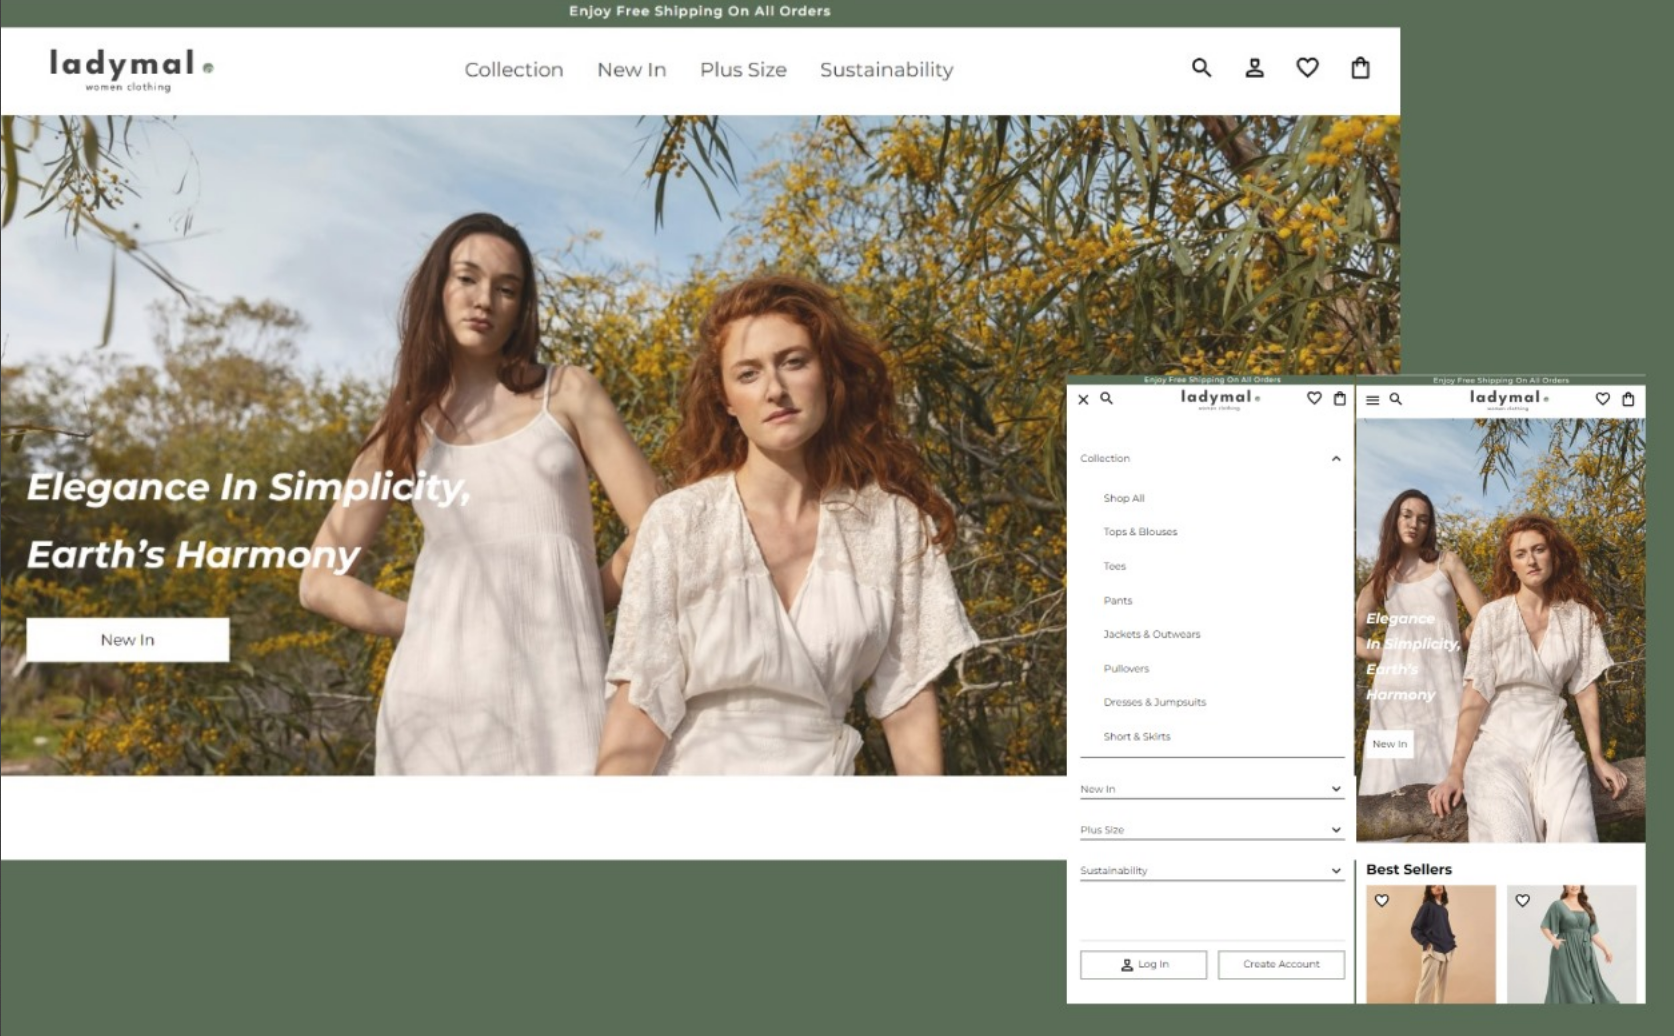 Enjoy Free Shipping On All Orders
ladymal
women clothing
Collection New In Plus Size Sustainability
Elegance In Simplicity,
Earth's Harmony
New In
Enjoy Free Shipping On All Orders
ladymal
women clothing
Collection
Shop All
Tops & Blouses
Tees
Pants
Jackets & Outwears
Pullovers
Dresses & Jumpsuits
Short & Skirts
New In
Plus Size
Sustainability
Log In
Create Account
Enjoy Free Shipping On All Orders
ladymal
women clothing
Elegance
In Simplicity,
Earth's
Harmony
New In
Best Sellers